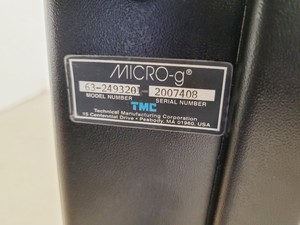 MICRO-g®
63-2493201- 2007408
MODEL NUMBER SERIAL NUMBER
TMC
Technical Manufacturing Corporation
15 Centennial Drive • Peabody, MA 01960, USA